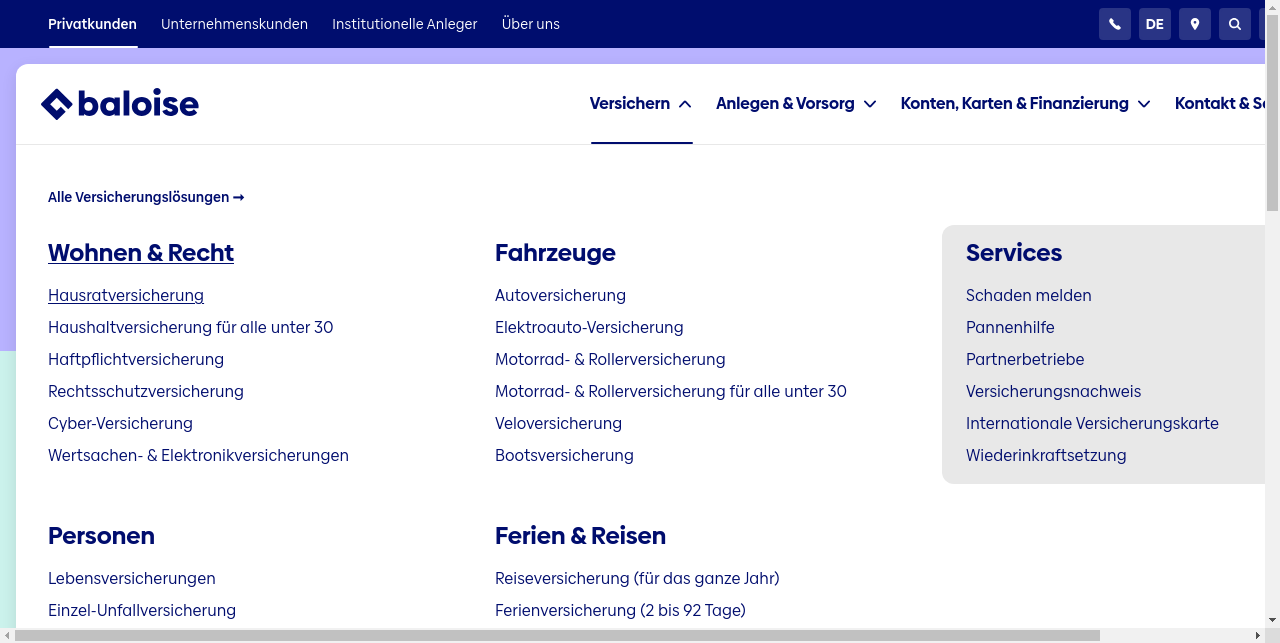 Privatkunden Unternehmenskunden Institutionelle Anleger Über uns DE
baloise Versichern Anlegen & Vorsorg Konten, Karten & Finanzierung Kontakt & Se
Alle Versicherungslösungen →
Wohnen & Recht
Hausratversicherung
Haushaltversicherung für alle unter 30
Haftpflichtversicherung
Rechtsschutzversicherung
Cyber-Versicherung
Wertsachen- & Elektronikversicherungen
Fahrzeuge
Autoversicherung
Elektroauto-Versicherung
Motorrad- & Rollerversicherung
Motorrad- & Rollerversicherung für alle unter 30
Veloversicherung
Bootsversicherung
Services
Schaden melden
Pannenhilfe
Partnerbetriebe
Versicherungsnachweis
Internationale Versicherungskarte
Wiederinkraftsetzung
Personen
Lebensversicherungen
Einzel-Unfallversicherung
Ferien & Reisen
Reiseversicherung (für das ganze Jahr)
Ferienversicherung (2 bis 92 Tage)